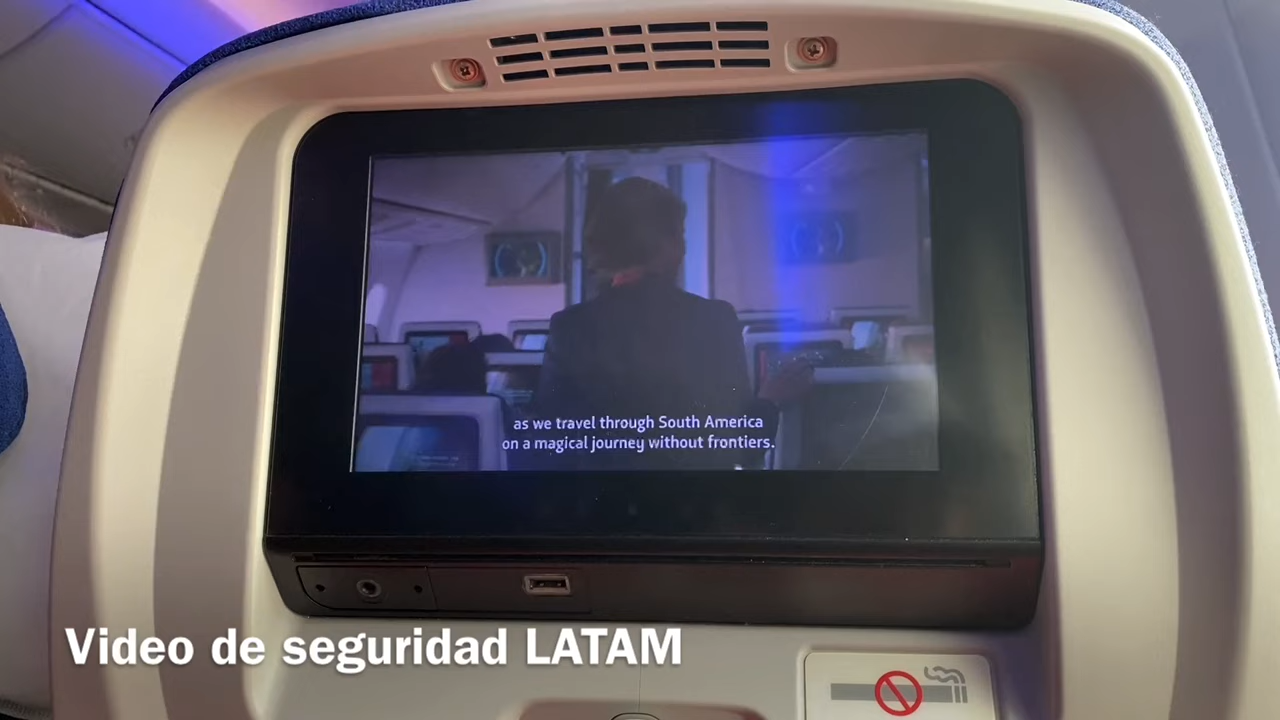 as we travel through South America
on a magical journey without frontiers.
Video de seguridad LATAM